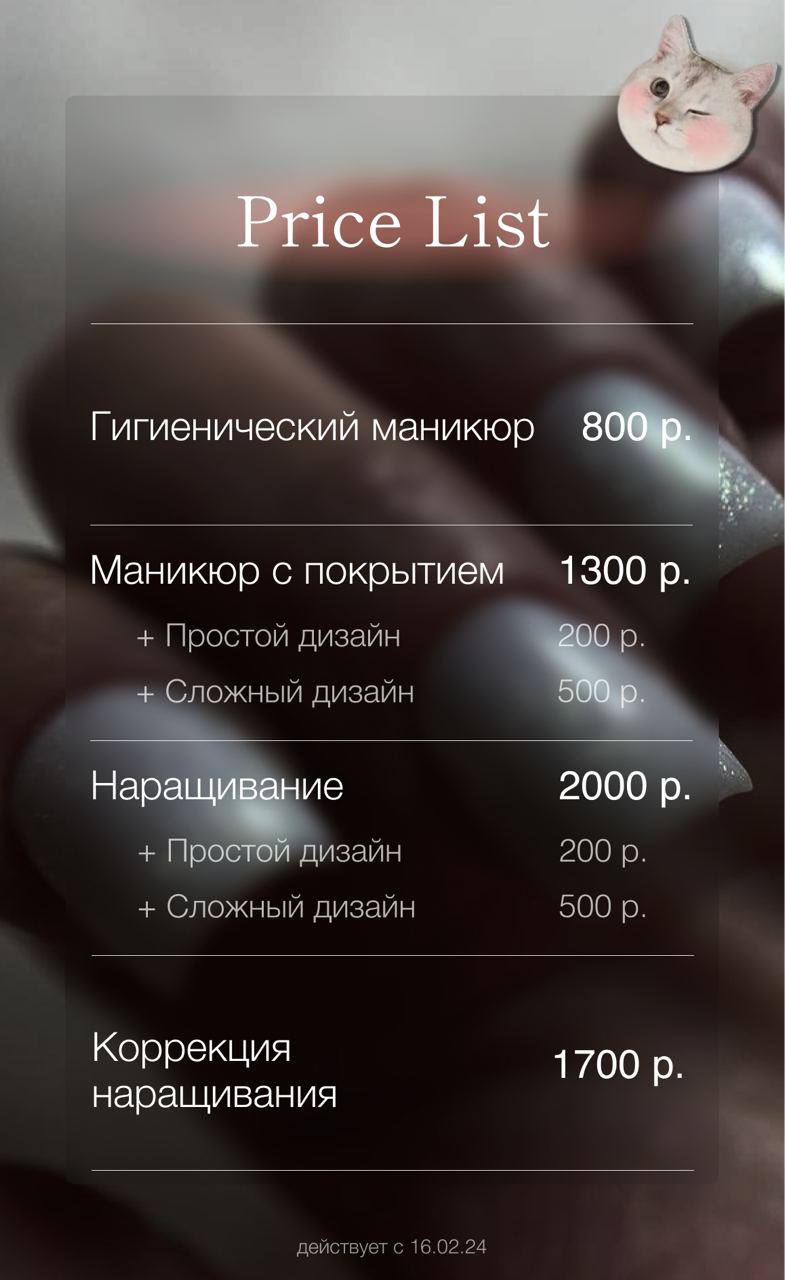 Price List
Гигиенический маникюр 800 р.
Маникюр с покрытием 1300 р.
+ Простой дизайн 200 р.
+ Сложный дизайн 500 р.
Наращивание 2000 р.
+ Простой дизайн 200 р.
+ Сложный дизайн 500 р.
Коррекция
наращивания 1700 р.
действует с 16.02.24